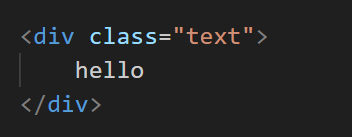 <div class="text">
    hello
</div>